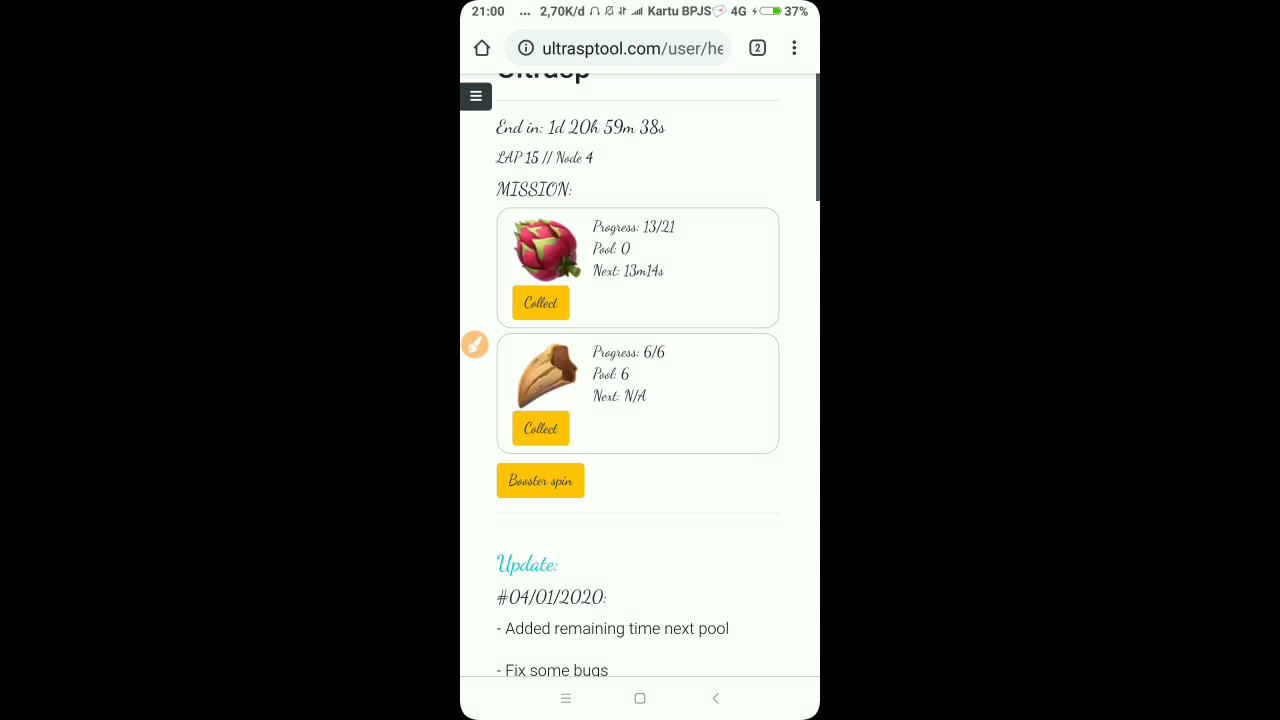 21:00 ... 2,70K/d Kartu BPJS 4G 37%
ultrasptool.com/user/he 2
Ultrasp
End in: 1d 20h 59m 38s
LAP 15 // Node 4
MISSION:
Progress: 13/21
Pool: 0
Next: 13m14s
Collect
Progress: 6/6
Pool: 6
Next: N/A
Collect
Booster spin
Update:
#04/01/2020:
- Added remaining time next pool
- Fix some bugs